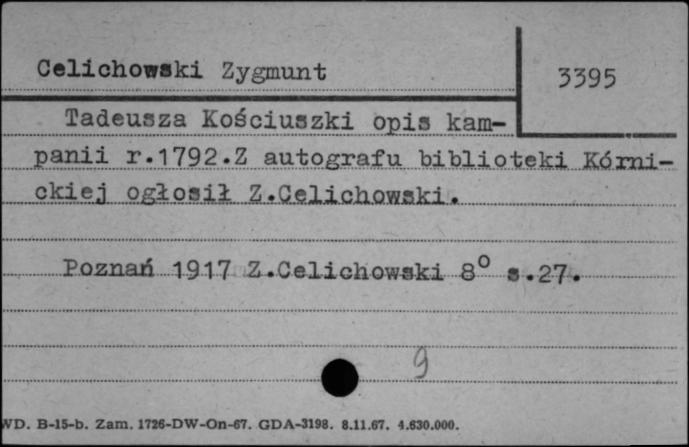 Celichowski Zygmunt
3395
Tadeusza Kościuszki opis kam-
panii r.1792.Z autografu biblioteki Kórni-
ckiej ogłosił Z.Celichowski.
Poznań 1917 Z.Celichowski 8° s.27.
9
WD. B-15-b. Zam. 1726-DW-On-67. GDA-3198. 8.11.67. 4.630.000.